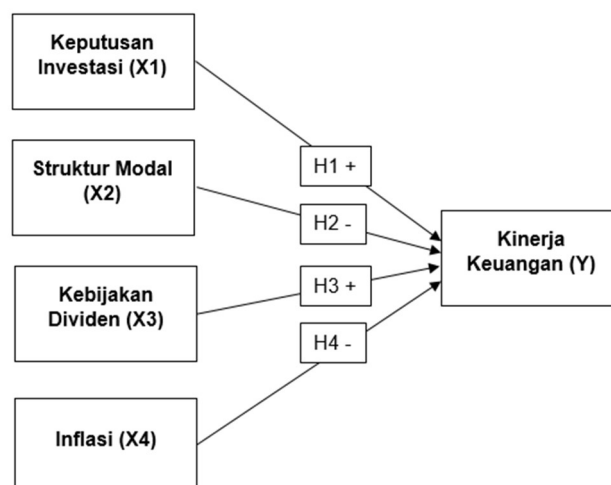 Keputusan
Investasi (X1)
Struktur Modal
(X2)
Kebijakan
Dividen (X3)
Inflasi (X4)
H1 +
H2 -
H3 +
H4 -
Kinerja
Keuangan (Y)